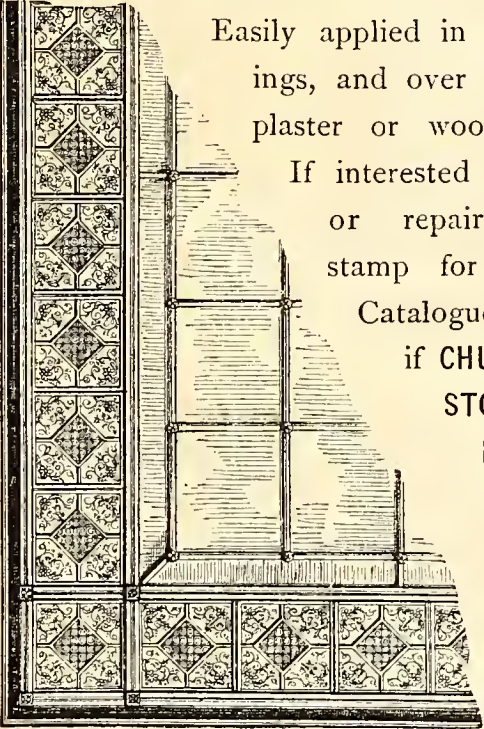 Easily applied in
ings, and over
plaster or woo
If interested
or repair
stamp for
Catalogue
if CHU
STO